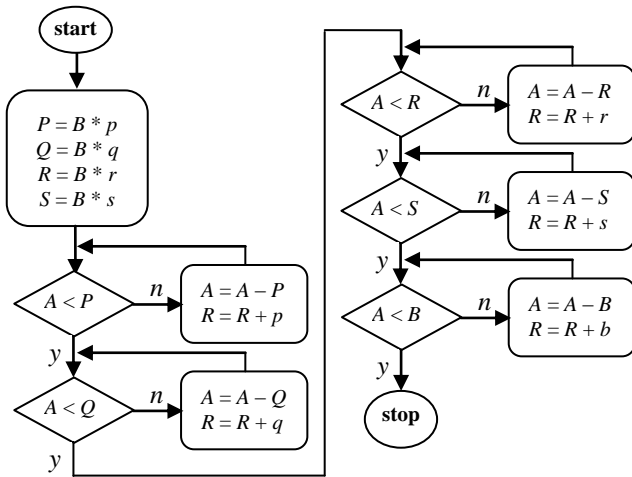 start
P = B * p
Q = B * q
R = B * r
S = B * s
A < P
n
A = A – P
R = R + p
y
A < Q
n
A = A – Q
R = R + q
y
A < R
n
A = A – R
R = R + r
y
A < S
n
A = A – S
R = R + s
y
A < B
n
A = A – B
R = R + b
y
stop